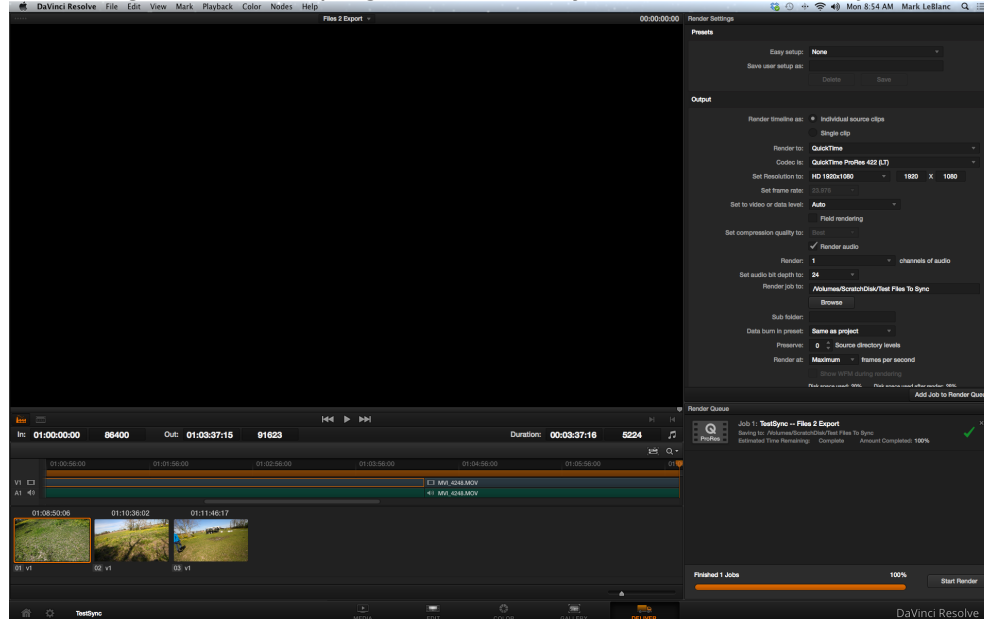 DaVinci Resolve File Edit View Mark Playback Color Nodes Help Mon 8:54 AM Mark LeBlanc
Files 2 Export 00:00:00:00
Render Settings
Presets
Easy setup: None
Save user setup as:
Delete Save
Output
Render timeline as: Individual source clips
Single clip
Render to: QuickTime
Codec is: QuickTime ProRes 422 (LT)
Set Resolution to: HD 1920x1080 1920 X 1080
Set frame rate: 23.976
Set to video or data level: Auto
Field rendering
Set compression quality to: Best
Render audio
Render: 1 channels of audio
Set audio bit depth to: 24
Render job to: /Volumes/ScratchDisk/Test Files To Sync
Browse
Sub folder:
Data burn in preset: Same as project
Preserve: 0 Source directory levels
Render at: Maximum frames per second
Show WFM during rendering
Disk space used: 20% Disk space used after render: 28%
Add Job to Render Queue
In: 01:00:00:00 86400 Out: 01:03:37:15 91623 Duration: 00:03:37:16 5224
01:00:56:00 01:01:56:00 01:02:56:00 01:03:56:00 01:04:56:00 01:05:56:00 01
V1 MVI_4248.MOV
A1 MVI_4248.MOV
01:08:50:06 01:10:36:02 01:11:46:17
01 v1 02 v1 03 v1
Render Queue
Job 1: TestSync -- Files 2 Export
Saving to: /Volumes/ScratchDisk/Test Files To Sync
Estimated Time Remaining: Complete Amount Completed: 100%
ProRes
Finished 1 Jobs 100%
Start Render
TestSync MEDIA EDIT COLOR GALLERY DELIVER DaVinci Resolve